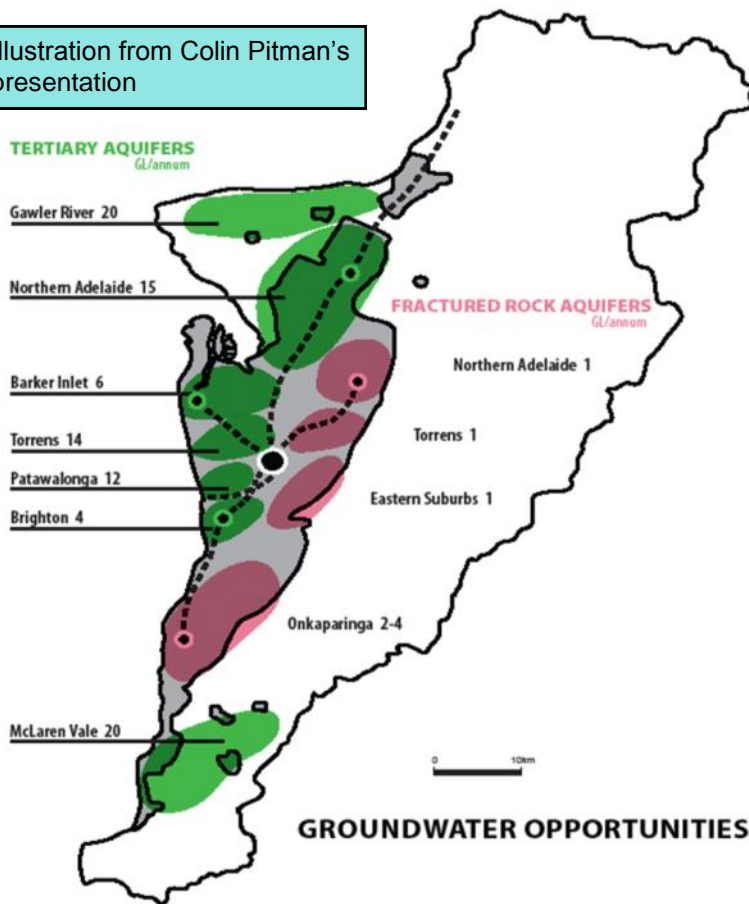 llustration from Colin Pitman's
presentation
TERTIARY AQUIFERS
GL/annum
Gawler River 20
Northern Adelaide 15
FRACTURED ROCK AQUIFERS
GL/annum
Northern Adelaide 1
Barker Inlet 6
Torrens 14
Torrens 1
Patawalonga 12
Eastern Suburbs 1
Brighton 4
Onkaparinga 2-4
McLaren Vale 20
0 10km
GROUNDWATER OPPORTUNITIES